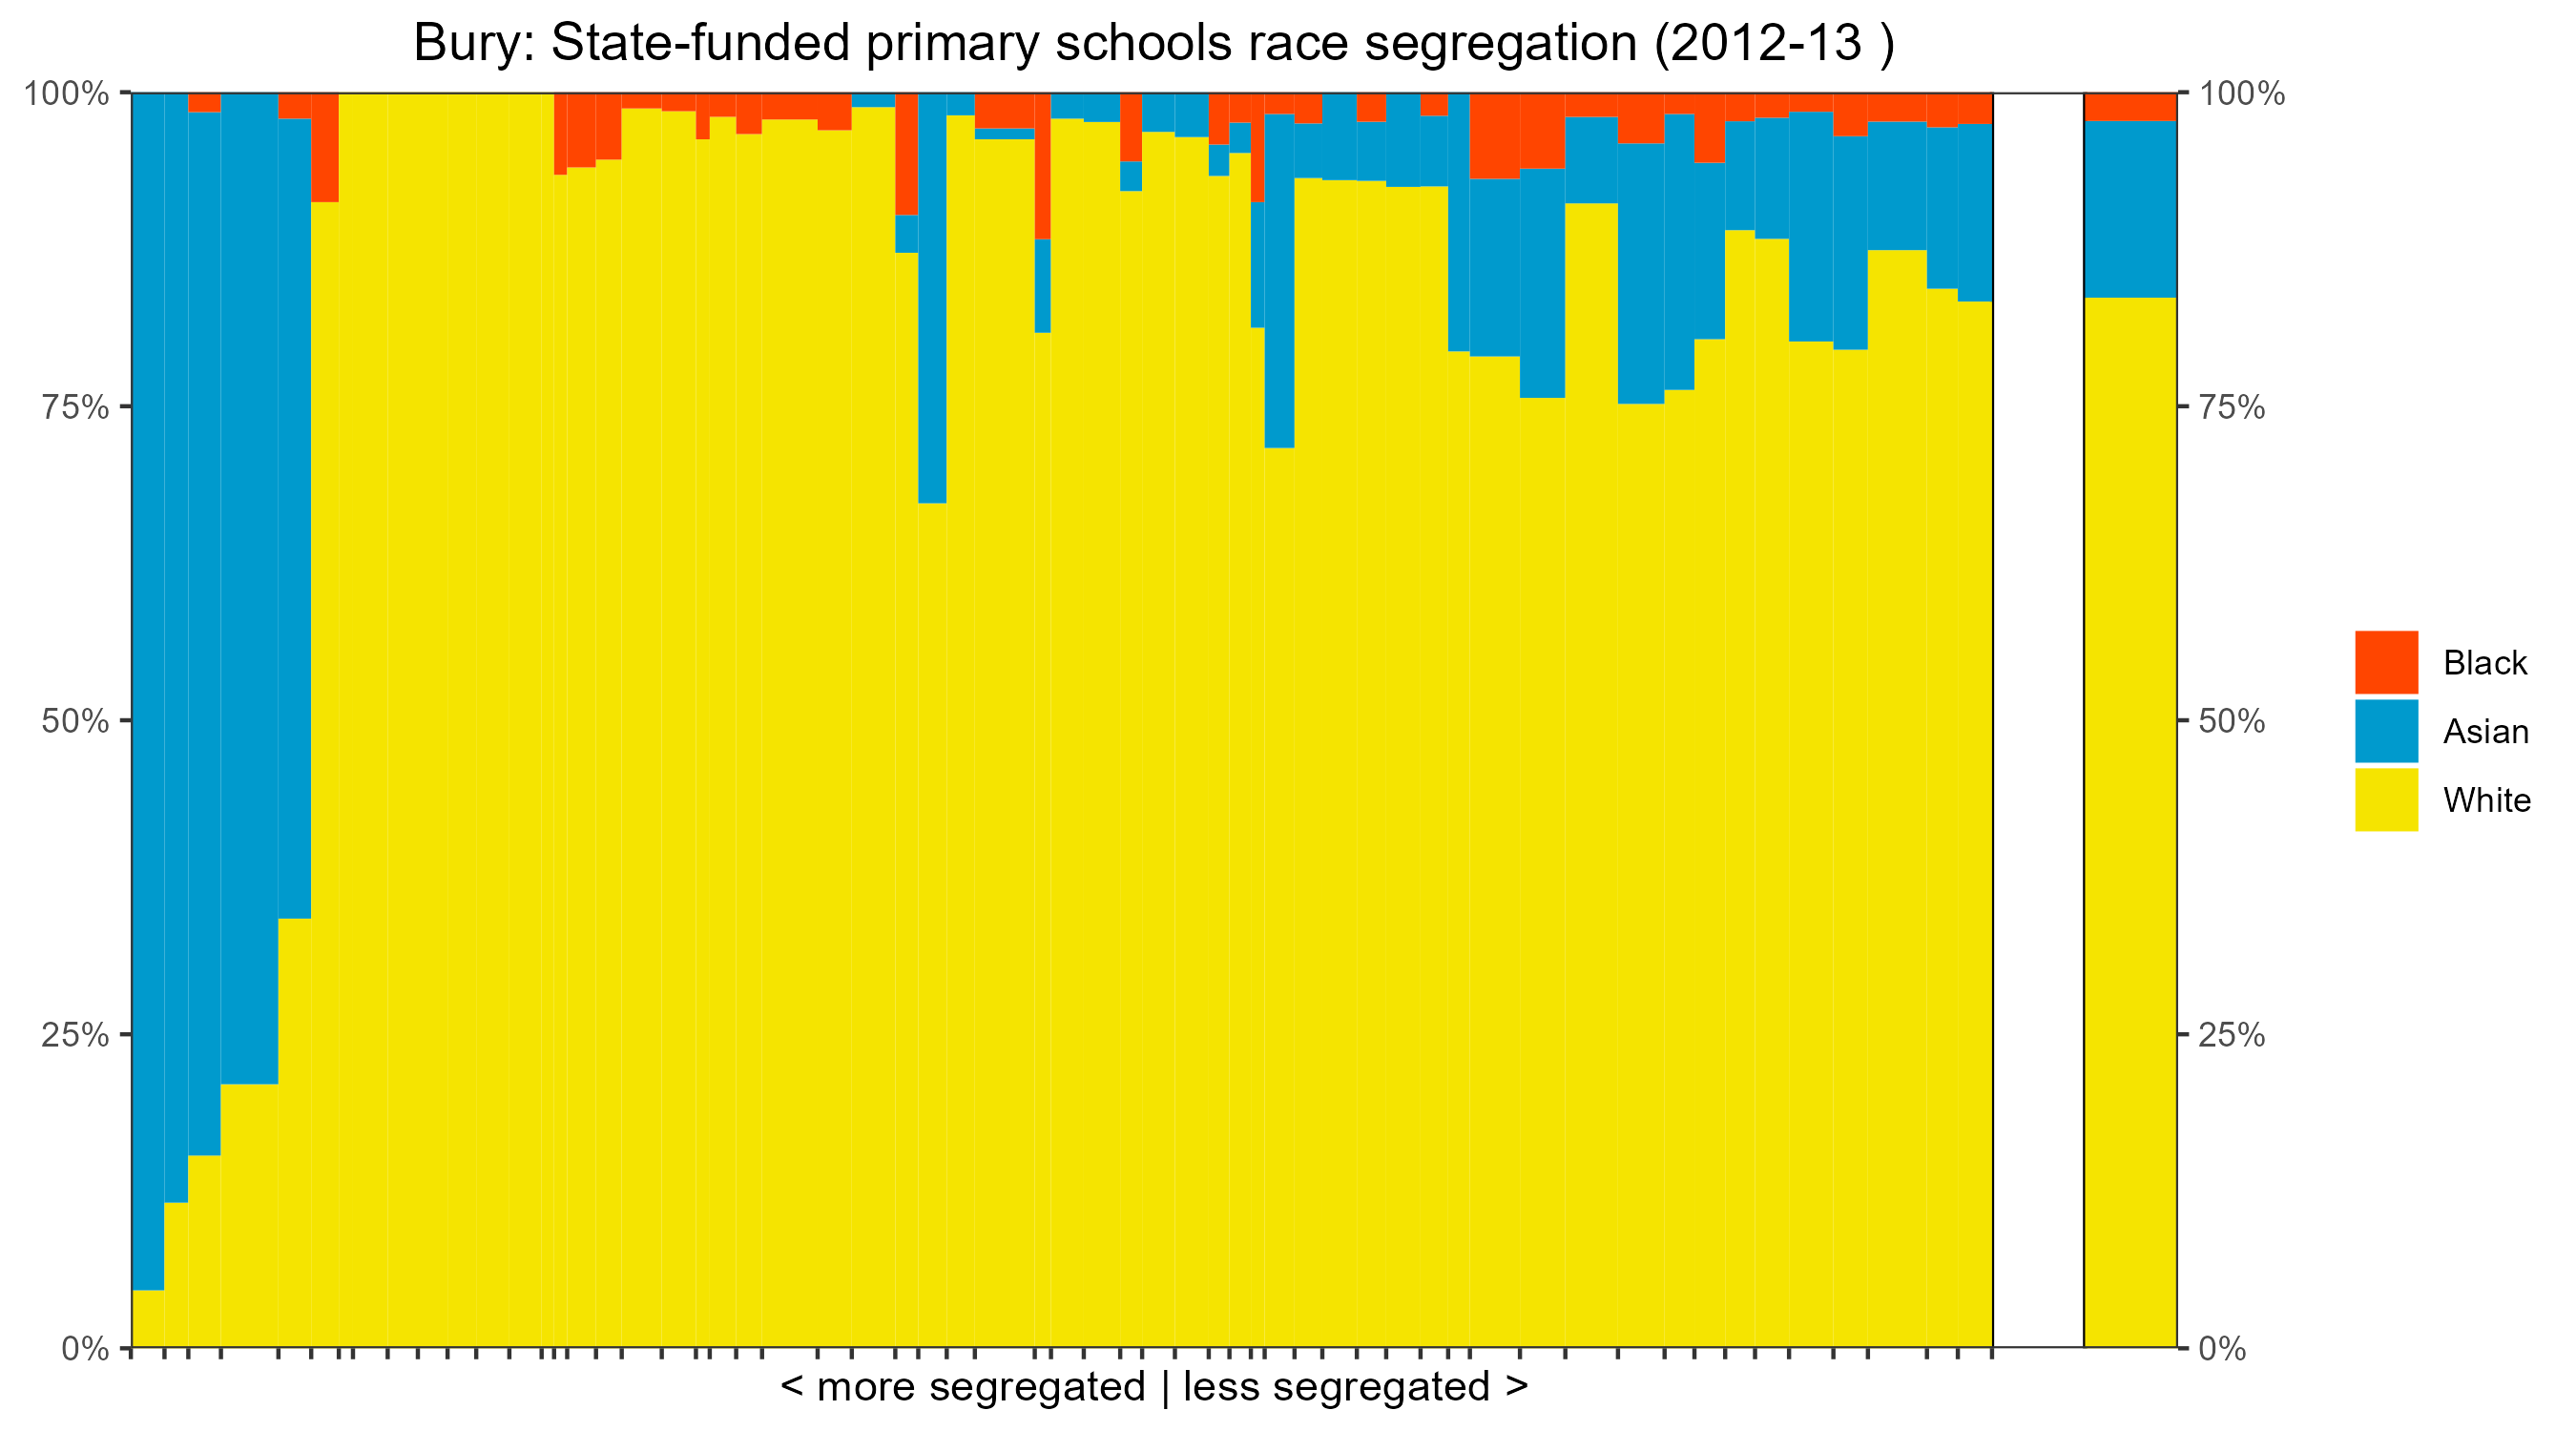 Bury: State-funded primary schools race segregation (2012-13 )
100%
75%
50%
25%
0%
100%
75%
50%
25%
0%
Black
Asian
White
< more segregated | less segregated >